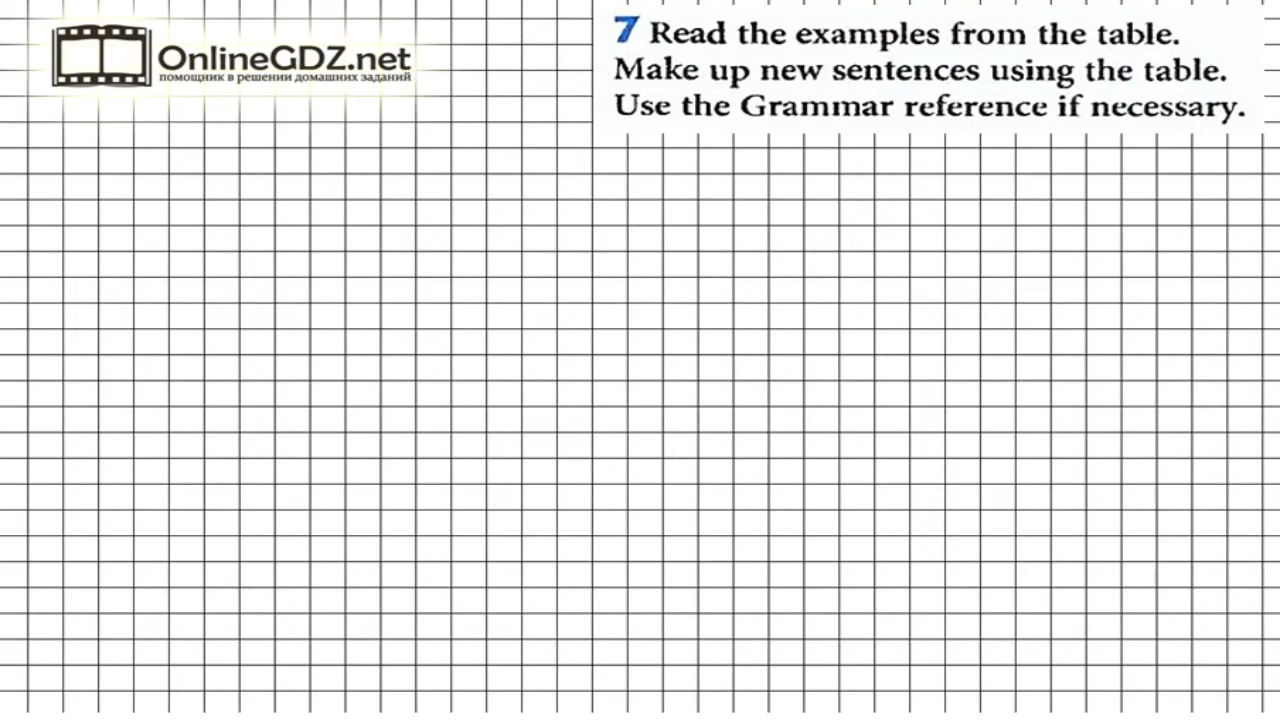 OnlineGDZ.net
помощник в решении домашних заданий
7 Read the examples from the table.
Make up new sentences using the table.
Use the Grammar reference if necessary.